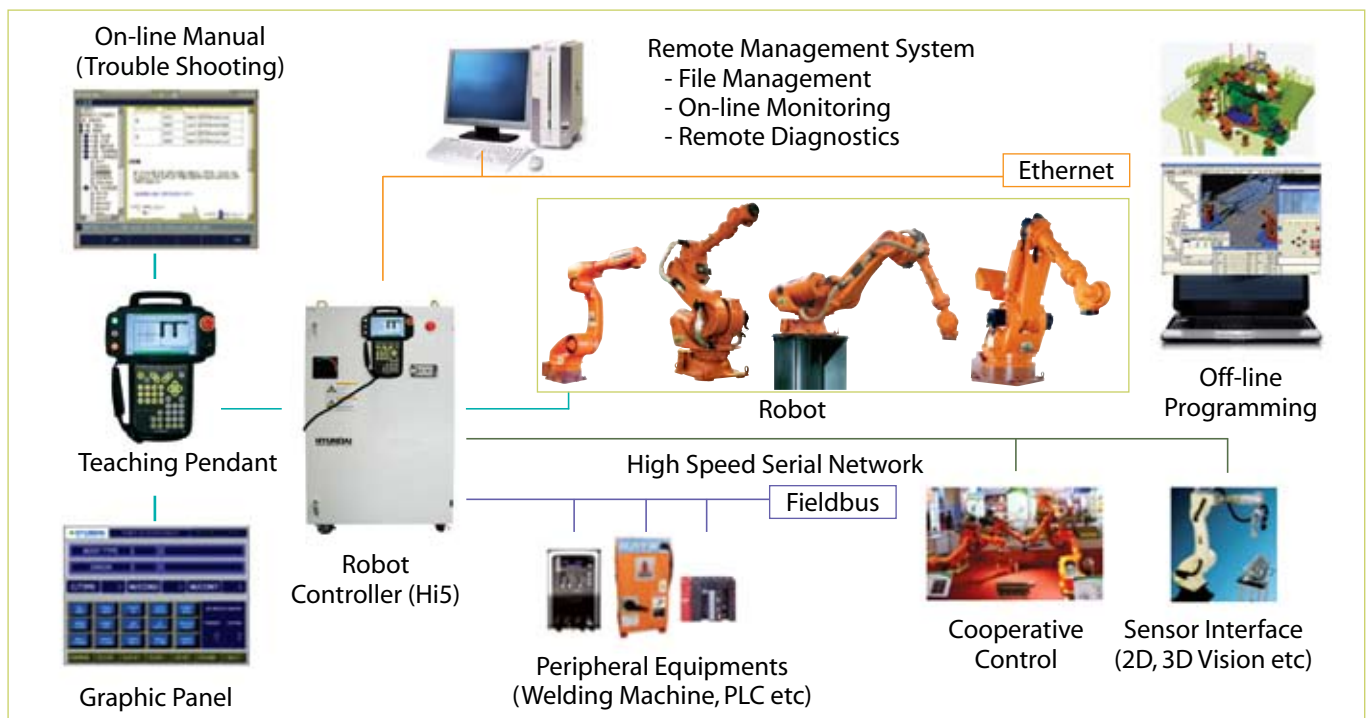 On-line Manual
(Trouble Shooting)
Remote Management System
- File Management
- On-line Monitoring
- Remote Diagnostics
Ethernet
Off-line
Programming
Robot
Teaching Pendant
HYUNDAI
High Speed Serial Network
Fieldbus
Robot
Controller (Hi5)
Graphic Panel
Peripheral Equipments
(Welding Machine, PLC etc)
Cooperative
Control
Sensor Interface
(2D, 3D Vision etc)